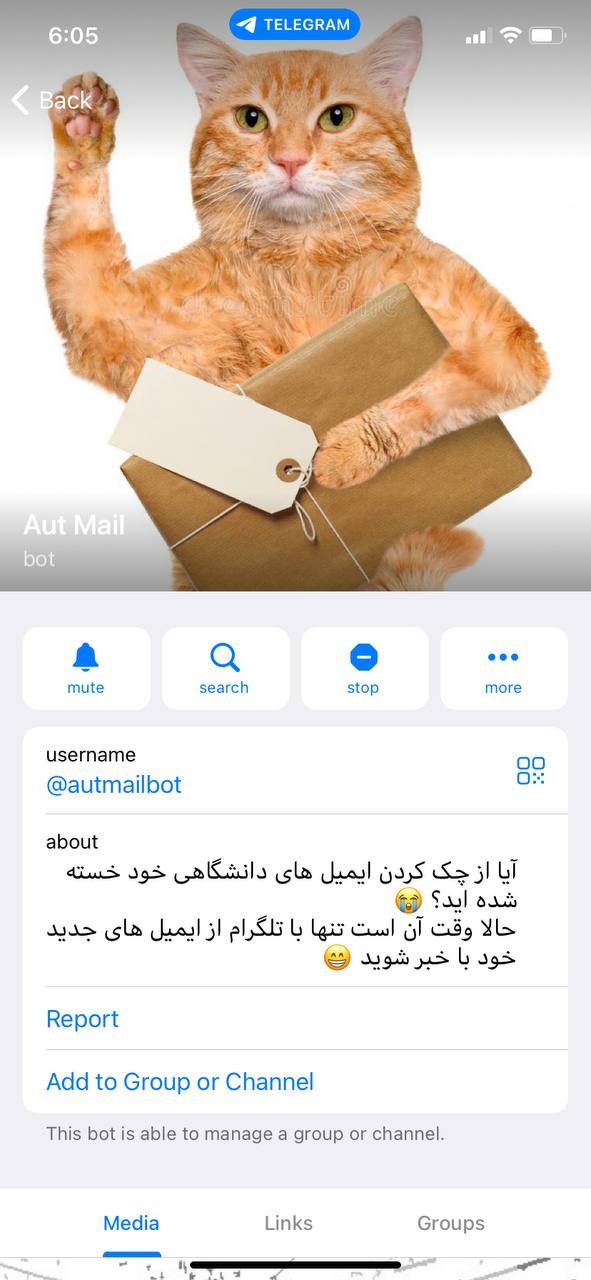 6:05
TELEGRAM
Back
dreamstime
Aut Mail
bot
mute
search
stop
more
username
@autmailbot
about
آیا از چک کردن ایمیل های دانشگاهی خود خسته
شده اید؟ 😭
حالا وقت آن است تنها با تلگرام از ایمیل های جدید
خود با خبر شوید 😁
Report
Add to Group or Channel
This bot is able to manage a group or channel.
Media
Links
Groups